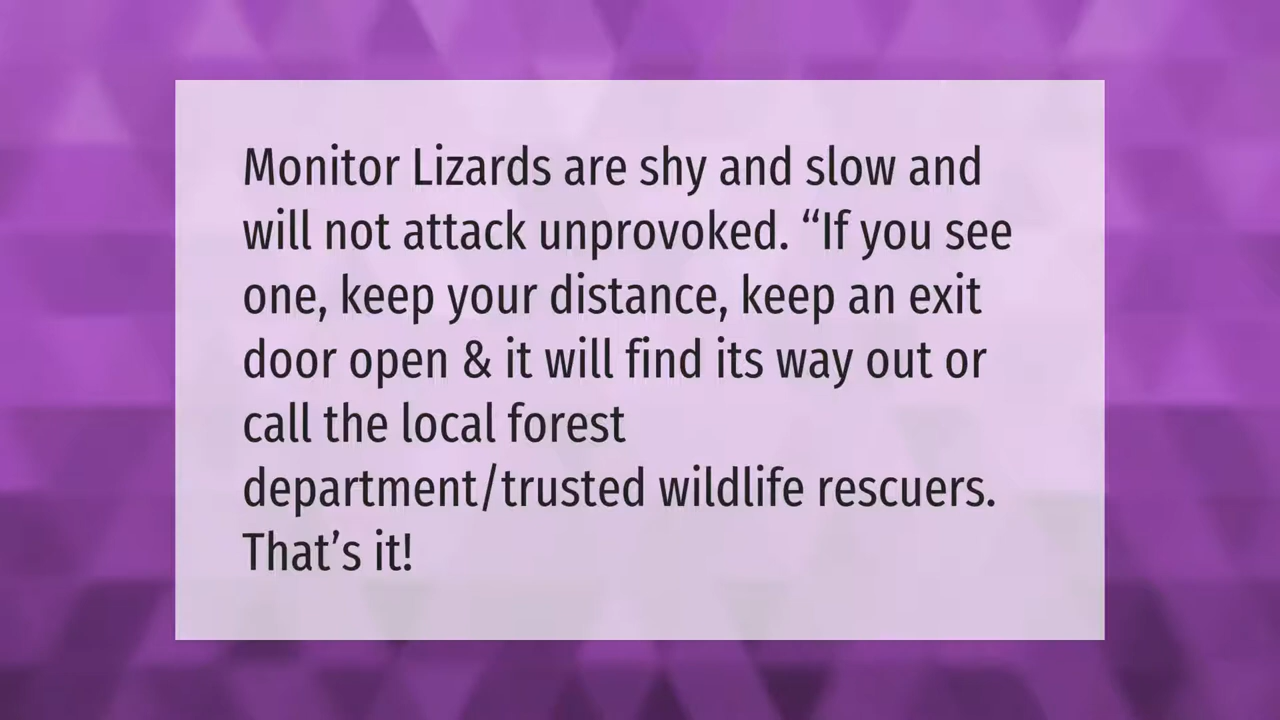 Monitor Lizards are shy and slow and
will not attack unprovoked. “If you see
one, keep your distance, keep an exit
door open & it will find its way out or
call the local forest
department/trusted wildlife rescuers.
That’s it!